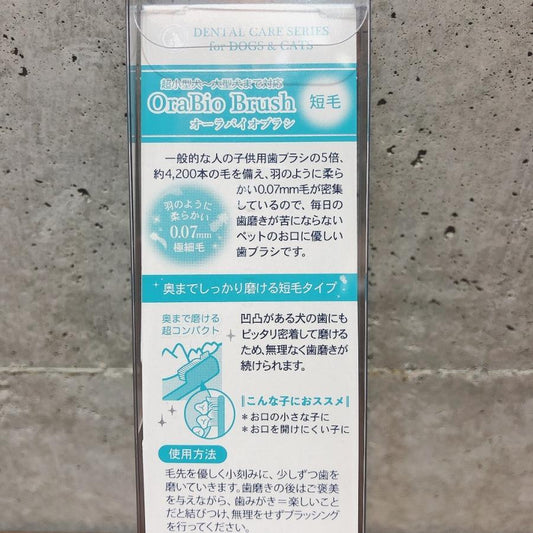 DENTAL CARE SERIES
for DOGS & CATS
超小型犬～大型犬まで対応
OraBio Brush 短毛
オーラバイオブラシ
一般的な人の子供用歯ブラシの5倍、
約4,200本の毛を備え、羽のように柔ら
かい0.07mm毛が密集
しているので、毎日の
歯磨きが苦にならない
ペットのお口に優しい
歯ブラシです。
羽のように
柔らかい
0.07mm
極細毛
奥までしっかり磨ける短毛タイプ
奥まで磨ける
超コンパクト
凹凸がある犬の歯にも
ピッタリ密着して磨ける
ため、無理なく歯磨きが
続けられます。
こんな子におススメ
＊お口の小さな子に
＊お口を開けにくい子に
使用方法
毛先を優しく小刻みに、少しずつ歯を
磨いていきます。歯磨きの後はご褒美
を与えながら、歯みがき＝楽しいこと
だと結びつけ、無理をせずブラッシング
を行ってください。